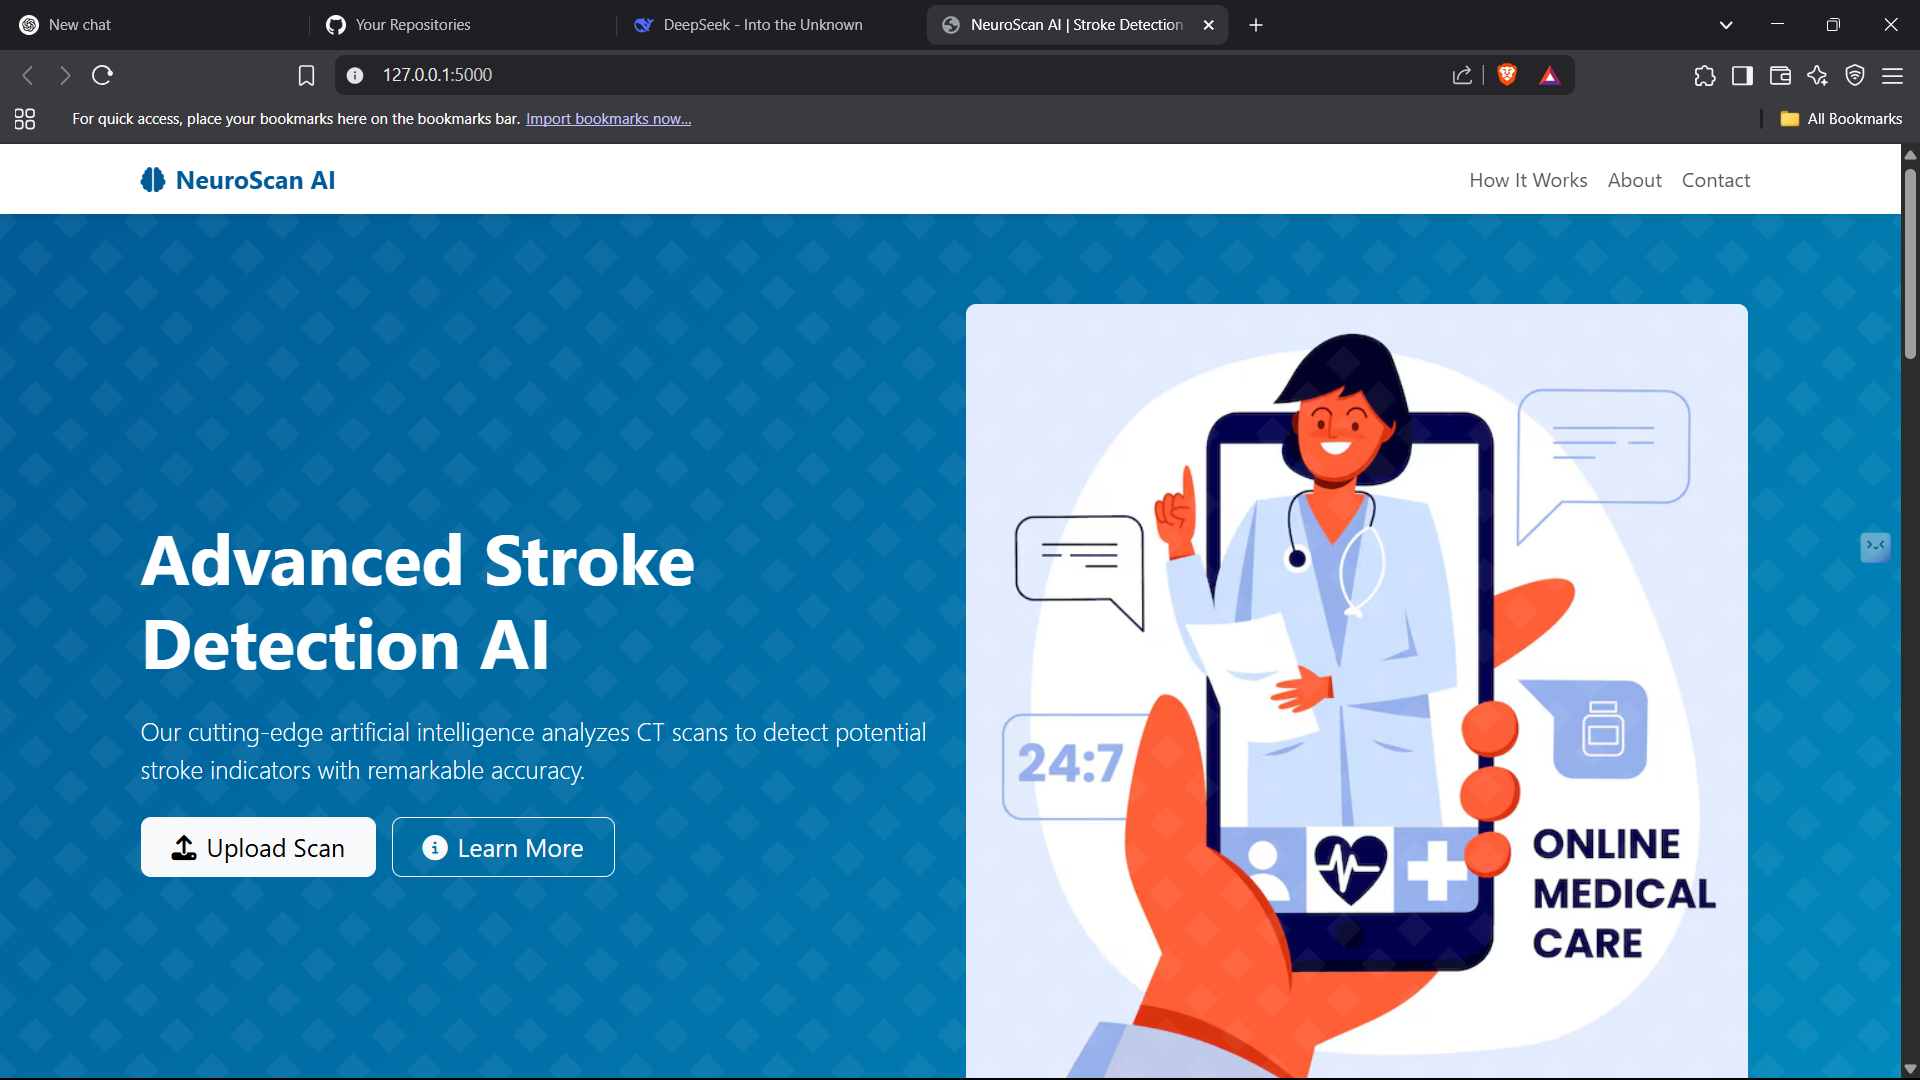 New chat
Your Repositories
DeepSeek - Into the Unknown
NeuroScan AI | Stroke Detection
127.0.0.1:5000
For quick access, place your bookmarks here on the bookmarks bar. Import bookmarks now...
All Bookmarks
NeuroScan AI
How It Works
About
Contact
Advanced Stroke
Detection AI
Our cutting-edge artificial intelligence analyzes CT scans to detect potential
stroke indicators with remarkable accuracy.
Upload Scan
Learn More
24:7
ONLINE
MEDICAL
CARE